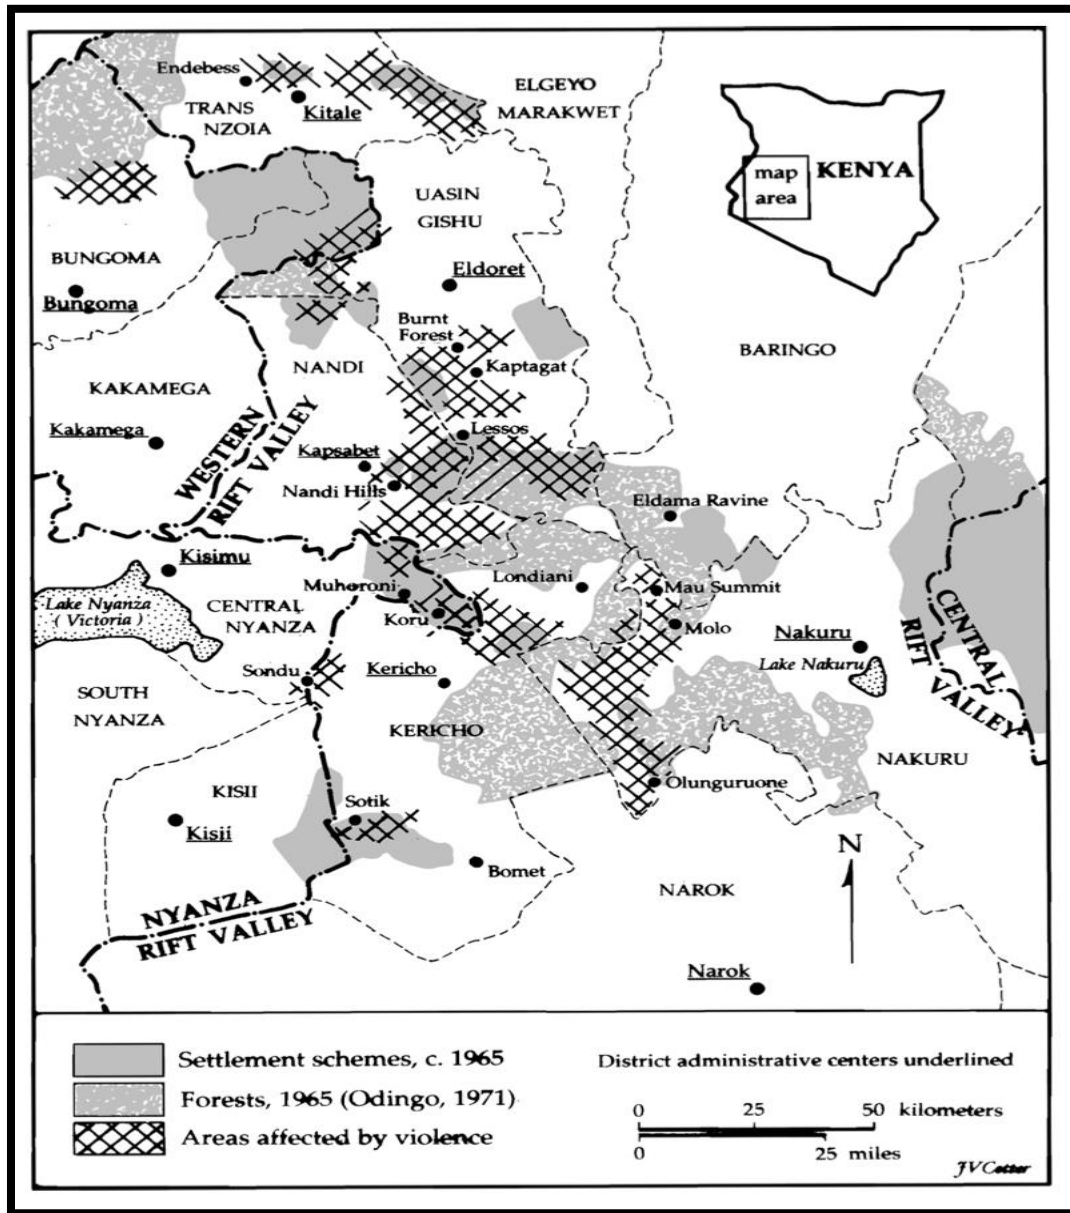 Endebess
TRANS
NZOIA
Kitale
ELGEYO
MARAKWET
KENYA
map
area
UASIN
GISHU
BUNGOMA
Bungoma
Eldoret
Burnt
Forest
Kaptagat
BARINGO
NANDI
KAKAMEGA
Kakamega
WESTERN
RIFT VALLEY
Lessos
Kapsabet
Nandi Hills
Eldama Ravine
Kisimu
Lake Nyanza
(Victoria)
CENTRAL
NYANZA
Muhoroni
Koru
Londiani
Mau Summit
Molo
Nakuru
Lake Nakuru
CENTRAL
RIFT VALLEY
Sondu
Kericho
SOUTH
NYANZA
KERICHO
NAKURU
Olunguruone
KISII
Kisji
Sotik
Bomet
N
NAROK
NYANZA
RIFT VALLEY
Narok
Settlement schemes, c. 1965
Forests, 1965 (Odingo, 1971)
Areas affected by violence
District administrative centers underlined
0 25 50 kilometers
0 25 miles
JVCotter